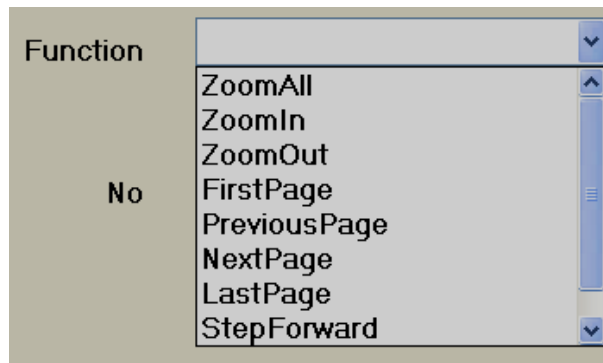 Function
ZoomAll
ZoomIn
ZoomOut
No
FirstPage
PreviousPage
NextPage
LastPage
StepForward